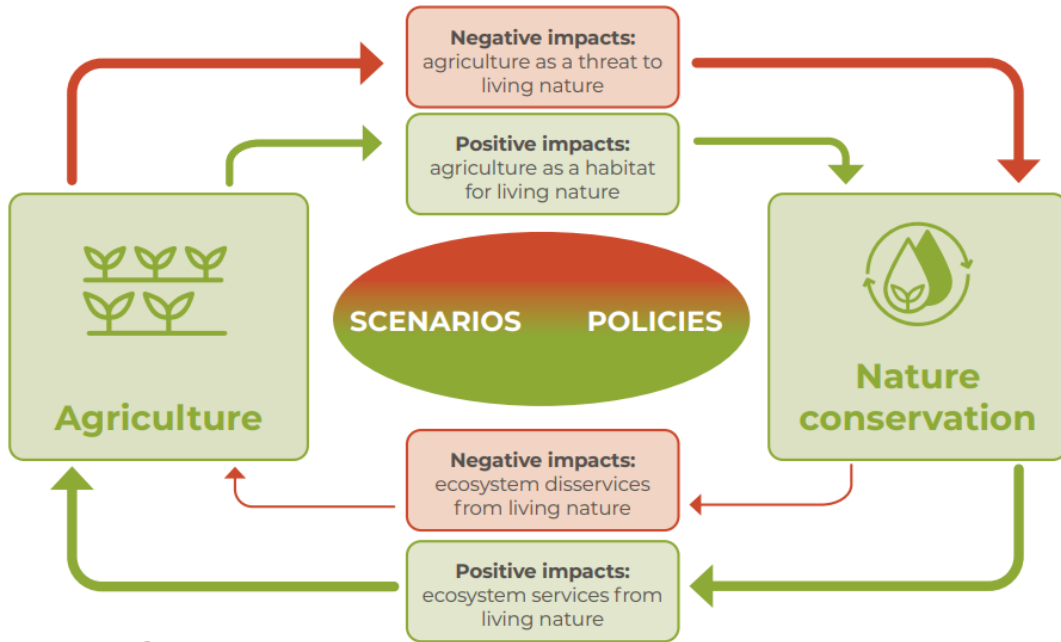 Negative impacts:
agriculture as a threat to
living nature
Positive impacts:
agriculture as a habitat
for living nature
SCENARIOS POLICIES
Agriculture
Nature
conservation
Negative impacts:
ecosystem disservices
from living nature
Positive impacts:
ecosystem services from
living nature